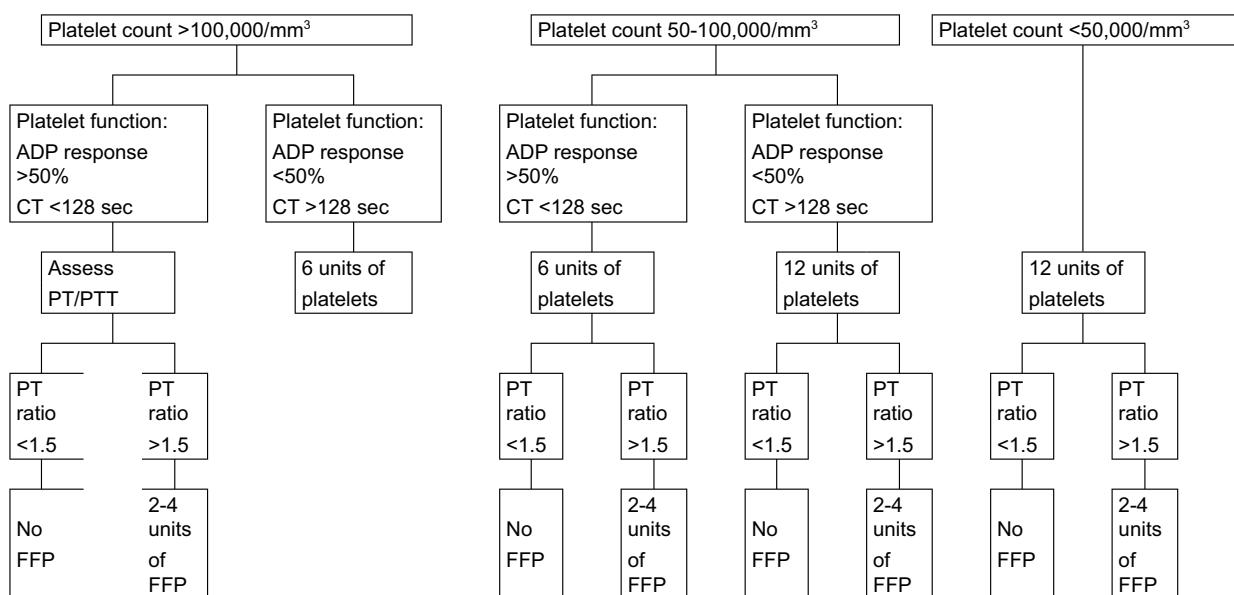 Platelet count >100,000/mm³
Platelet count 50-100,000/mm³
Platelet count <50,000/mm³
Platelet function:
ADP response
>50%
CT <128 sec
Platelet function:
ADP response
<50%
CT >128 sec
Platelet function:
ADP response
>50%
CT <128 sec
Platelet function:
ADP response
<50%
CT >128 sec
Assess
PT/PTT
6 units of
platelets
6 units of
platelets
12 units of
platelets
12 units of
platelets
PT
ratio
<1.5
PT
ratio
>1.5
PT
ratio
<1.5
PT
ratio
>1.5
PT
ratio
<1.5
PT
ratio
>1.5
PT
ratio
<1.5
PT
ratio
>1.5
No
FFP
2-4
units
of
FFP
No
FFP
2-4
units
of
FFP
No
FFP
2-4
units
of
FFP
No
FFP
2-4
units
of
FFP